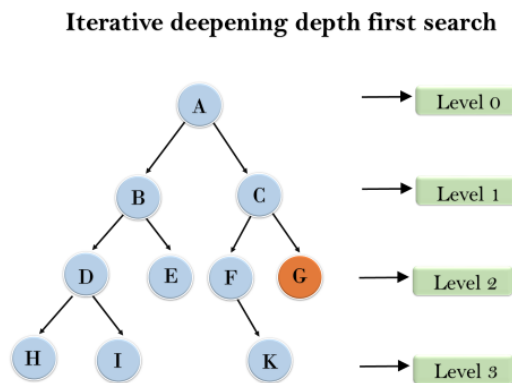 Iterative deepening depth first search
A
Level 0
B
C
Level 1
D
E
F
G
Level 2
H
I
K
Level 3